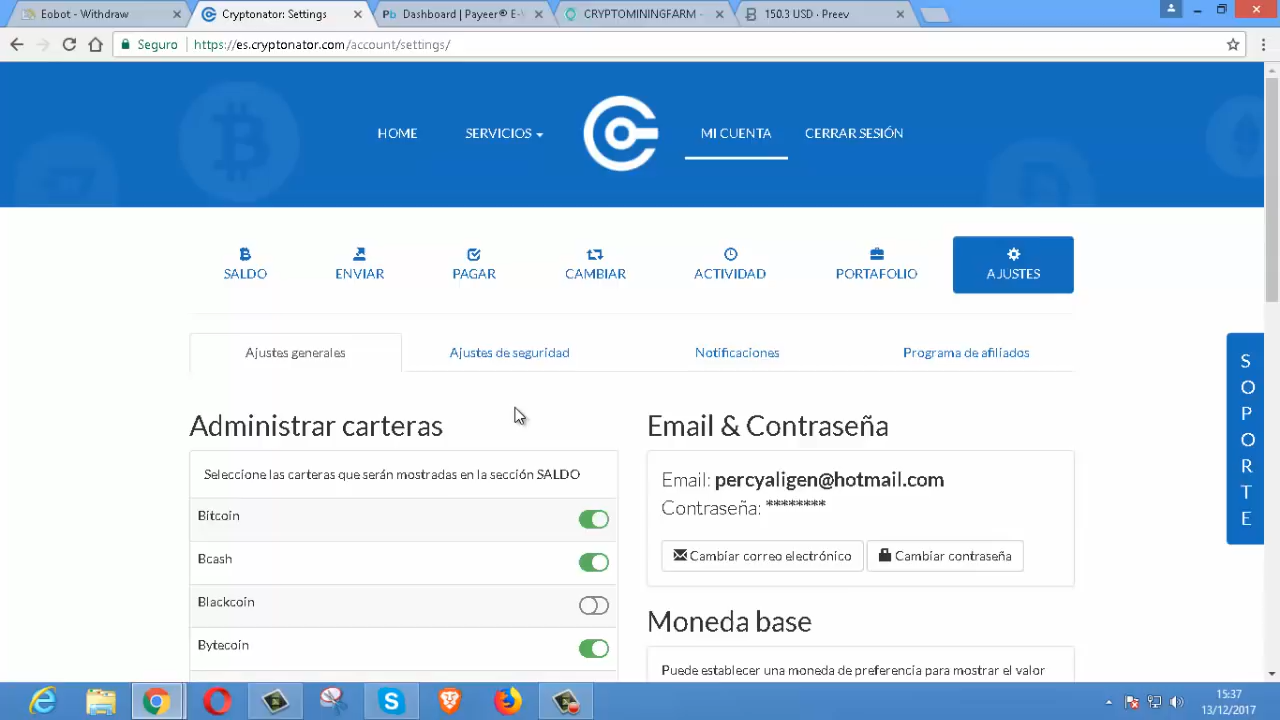 Eobot - Withdraw
Cryptonator: Settings
Dashboard | Payeer® E-V
CRYPTOMININGFARM -
150.3 USD - Preev
Seguro
https://es.cryptonator.com/account/settings/
HOME
SERVICIOS
MI CUENTA
CERRAR SESIÓN
SALDO
ENVIAR
PAGAR
CAMBIAR
ACTIVIDAD
PORTAFOLIO
AJUSTES
Ajustes generales
Ajustes de seguridad
Notificaciones
Programa de afiliados
SOPORTE
Administrar carteras
Seleccione las carteras que serán mostradas en la sección SALDO
Bitcoin
Bcash
Blackcoin
Bytecoin
Email & Contraseña
Email: percyaligen@hotmail.com
Contraseña: ********
Cambiar correo electrónico
Cambiar contraseña
Moneda base
Puede establecer una moneda de preferencia para mostrar el valor
15:37
13/12/2017